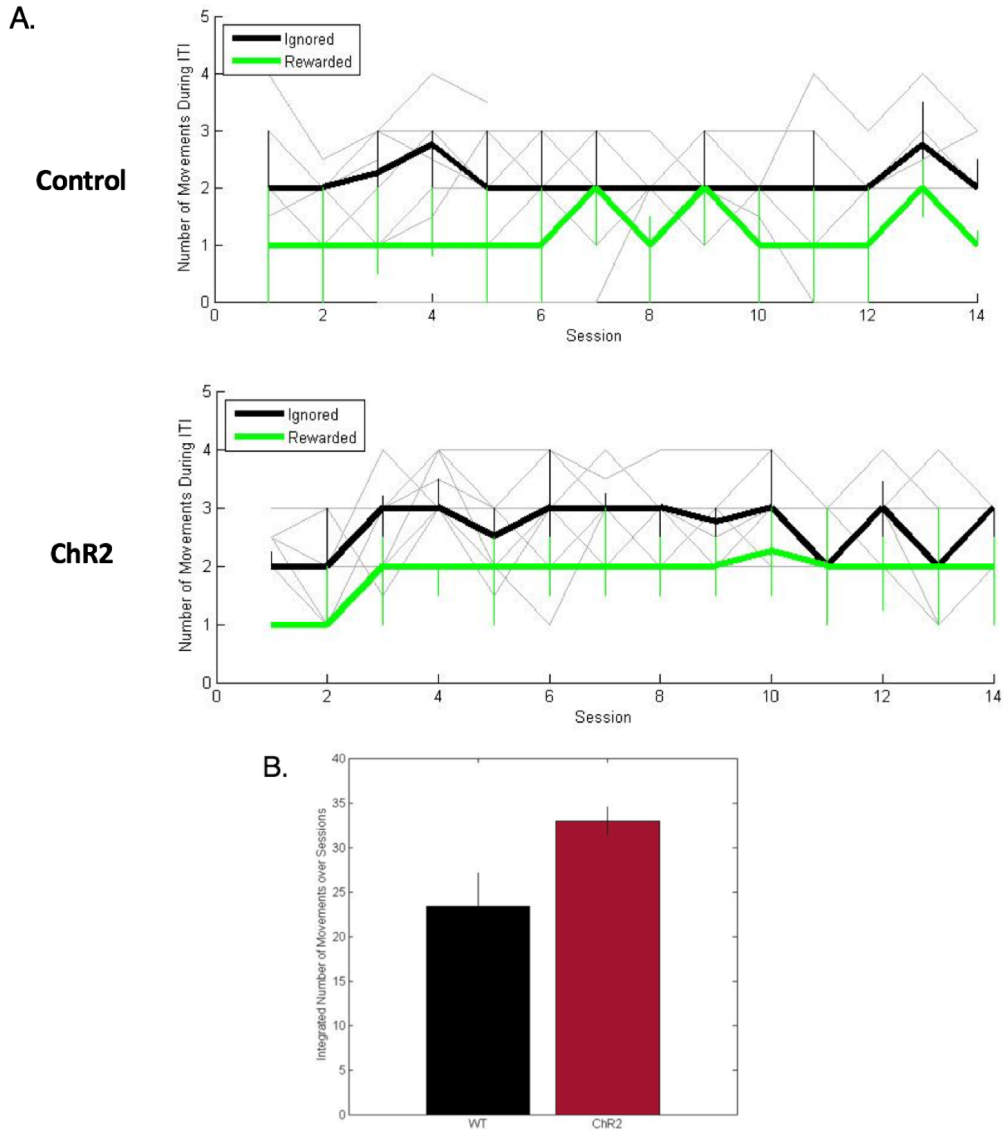 A.
Control
Number of Movements During ITI
5
4
3
2
1
0
Ignored
Rewarded
0 2 4 6 8 10 12 14
Session
ChR2
Number of Movements During ITI
5
4
3
2
1
0
Ignored
Rewarded
0 2 4 6 8 10 12 14
Session
B.
Integrated Number of Movements over Sessions
40
35
30
25
20
15
10
5
0
WT ChR2